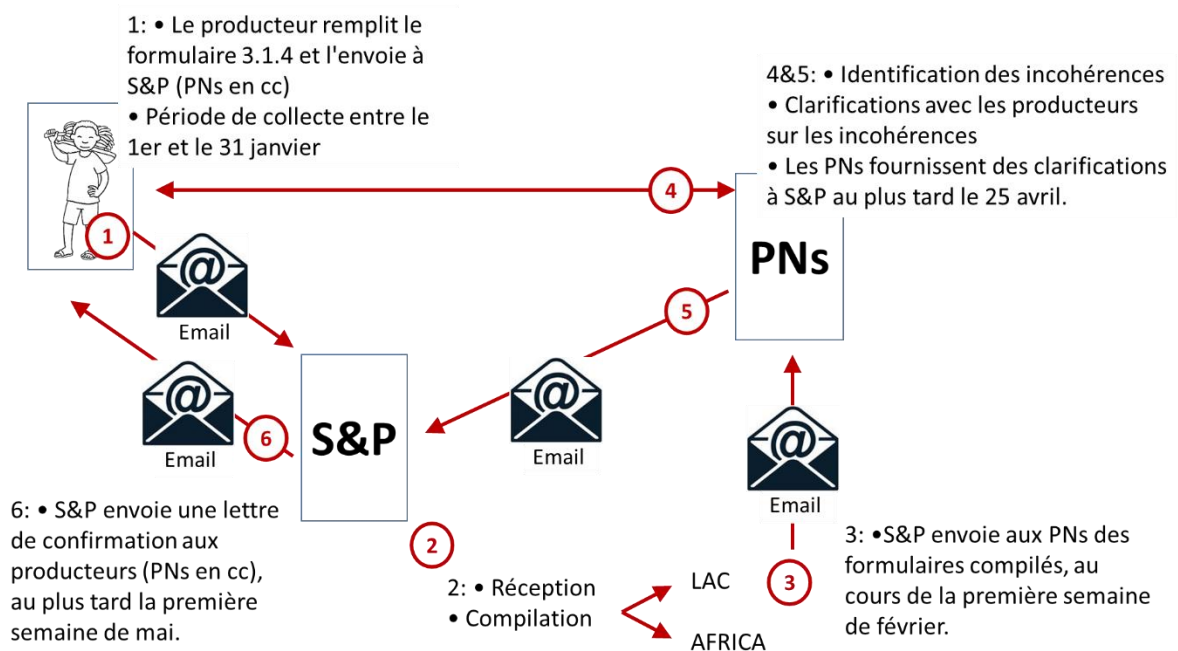 1: • Le producteur remplit le
formulaire 3.1.4 et l'envoie à
S&P (PNs en cc)
• Période de collecte entre le
1er et le 31 janvier
4&5: • Identification des incohérences
• Clarifications avec les producteurs
sur les incohérences
• Les PNs fournissent des clarifications
à S&P au plus tard le 25 avril.
4
1
PNs
Email
5
S&P
6
Email
Email
Email
6: • S&P envoie une lettre
de confirmation aux
producteurs (PNs en cc),
au plus tard la première
semaine de mai.
2
2: • Réception
• Compilation
LAC
AFRICA
3
3: •S&P envoie aux PNs des
formulaires compilés, au
cours de la première semaine
de février.